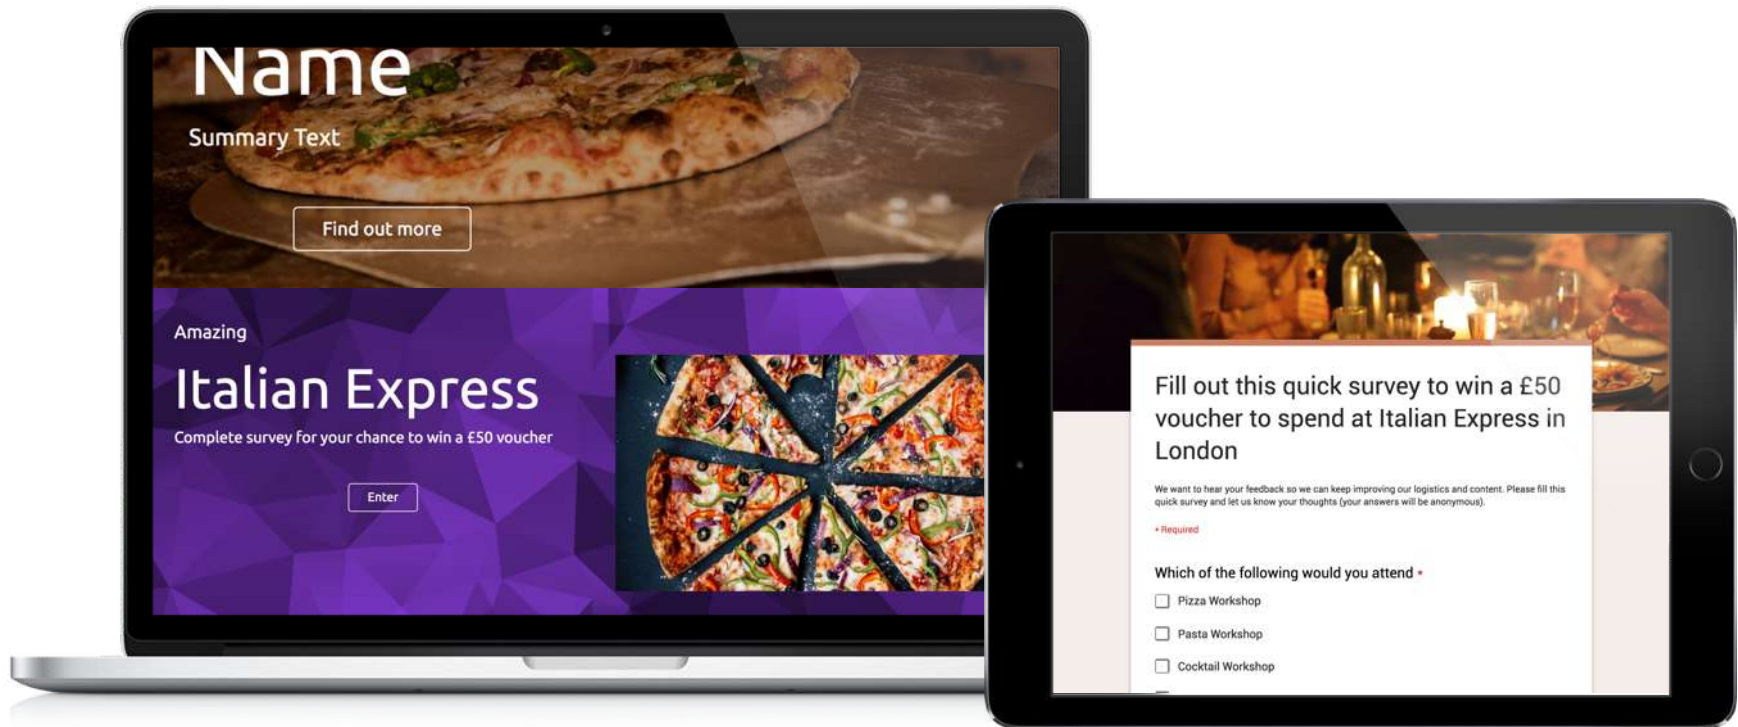 Name
Summary Text
Find out more
Amazing
Italian Express
Complete survey for your chance to win a £50 voucher
Enter
Fill out this quick survey to win a £50
voucher to spend at Italian Express in
London
We want to hear your feedback so we can keep improving our logistics and content. Please fill this
quick survey and let us know your thoughts (your answers will be anonymous).
* Required
Which of the following would you attend *
Pizza Workshop
Pasta Workshop
Cocktail Workshop